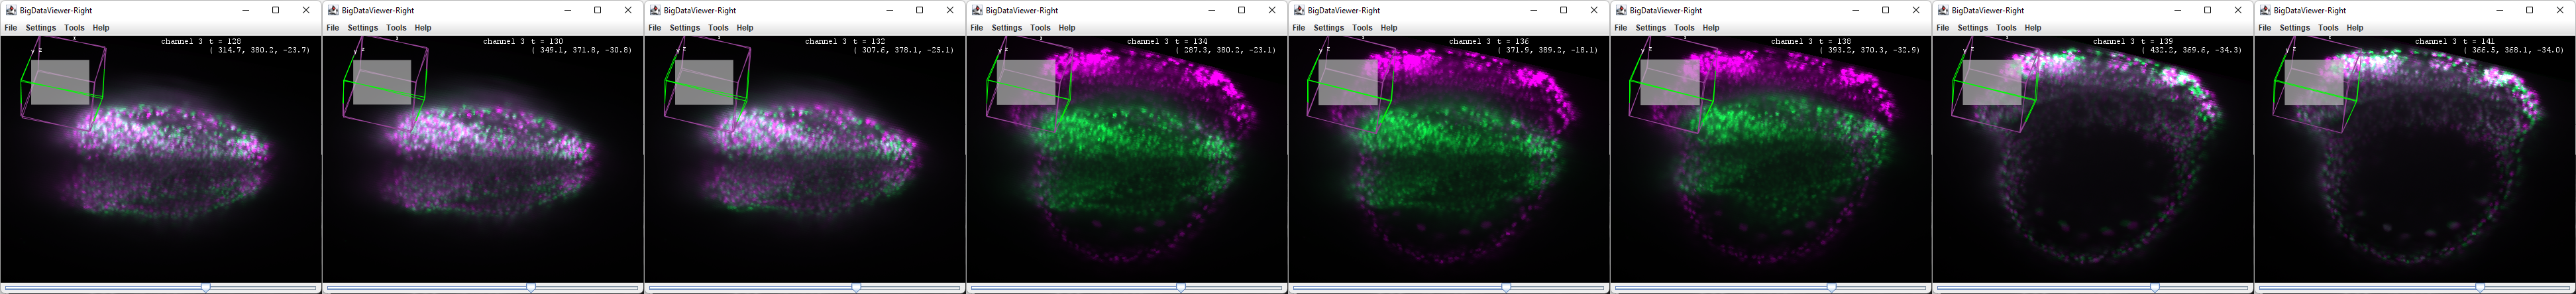 BigDataViewer-Right
File Settings Tools Help
channel 3 t = 128
( 314.7, 380.2, -23.7)
BigDataViewer-Right
File Settings Tools Help
channel 3 t = 130
( 349.1, 371.8, -30.8)
BigDataViewer-Right
File Settings Tools Help
channel 3 t = 132
( 307.6, 378.1, -25.1)
BigDataViewer-Right
File Settings Tools Help
channel 3 t = 134
( 287.3, 380.2, -23.1)
BigDataViewer-Right
File Settings Tools Help
channel 3 t = 136
( 371.9, 389.2, -18.1)
BigDataViewer-Right
File Settings Tools Help
channel 3 t = 138
( 393.2, 370.3, -32.9)
BigDataViewer-Right
File Settings Tools Help
channel 3 t = 139
( 432.2, 369.6, -34.3)
BigDataViewer-Right
File Settings Tools Help
channel 3 t = 141
( 366.5, 368.1, -34.0)